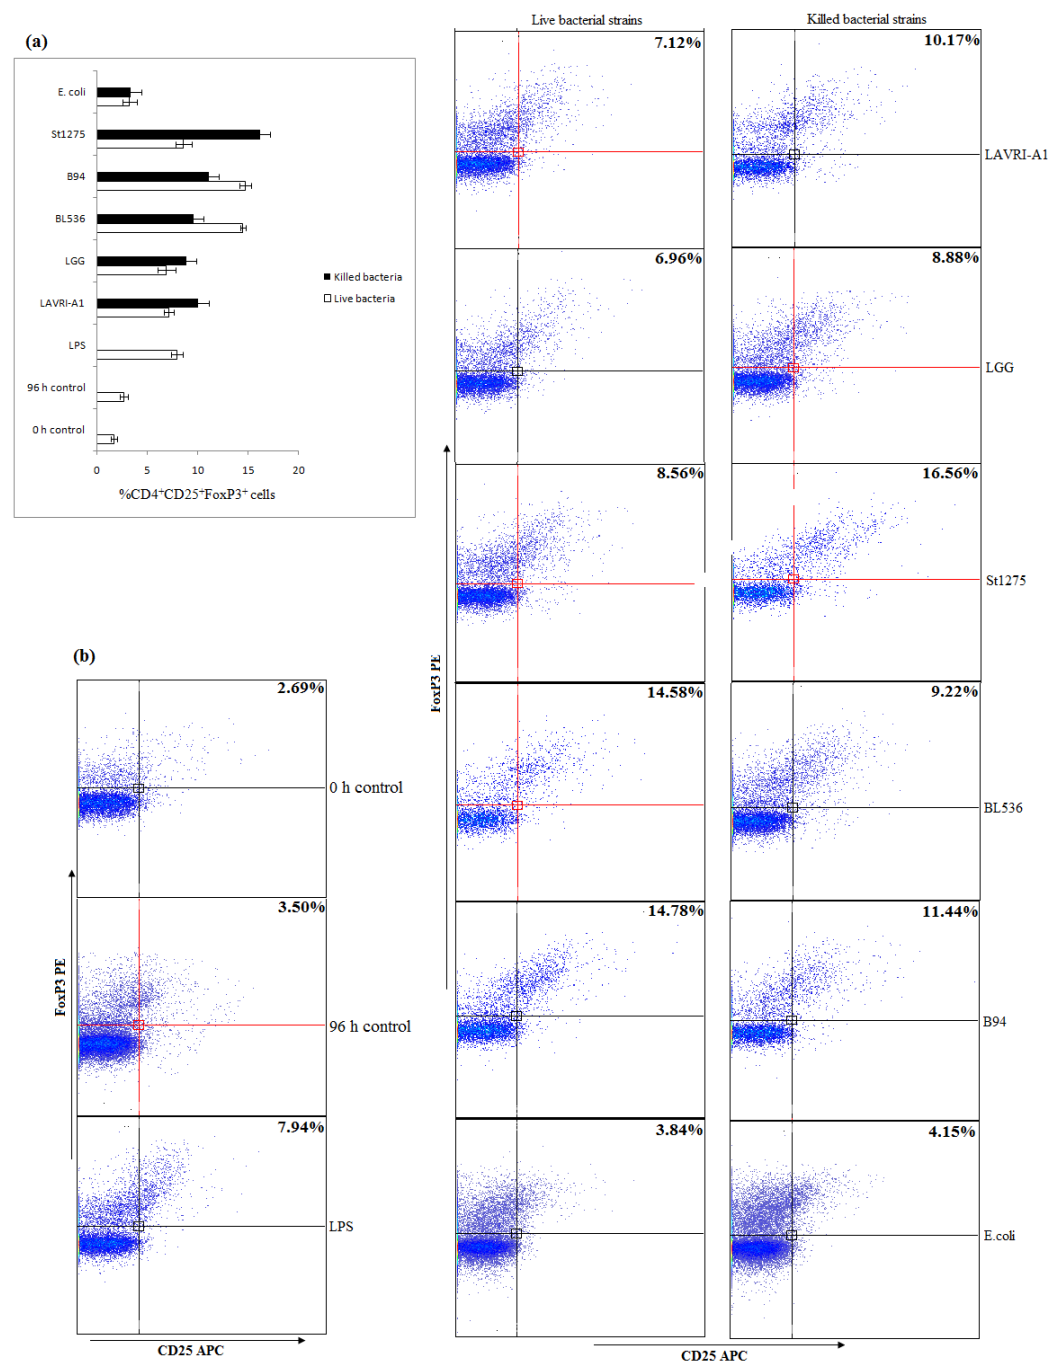 (a)
E. coli
St1275
B94
BL536
LGG
LAVRI-A1
LPS
96 h control
0 h control
Killed bacteria
Live bacteria
0 5 10 15 20
%CD4+CD25+FoxP3+ cells
Live bacterial strains
Killed bacterial strains
7.12%
10.17%
LAVRI-A1
6.96%
8.88%
LGG
8.56%
16.56%
St1275
14.58%
9.22%
BL536
14.78%
11.44%
B94
3.84%
4.15%
E.coli
FoxP3 PE
CD25 APC
(b)
2.69%
0 h control
3.50%
96 h control
7.94%
LPS
FoxP3 PE
CD25 APC